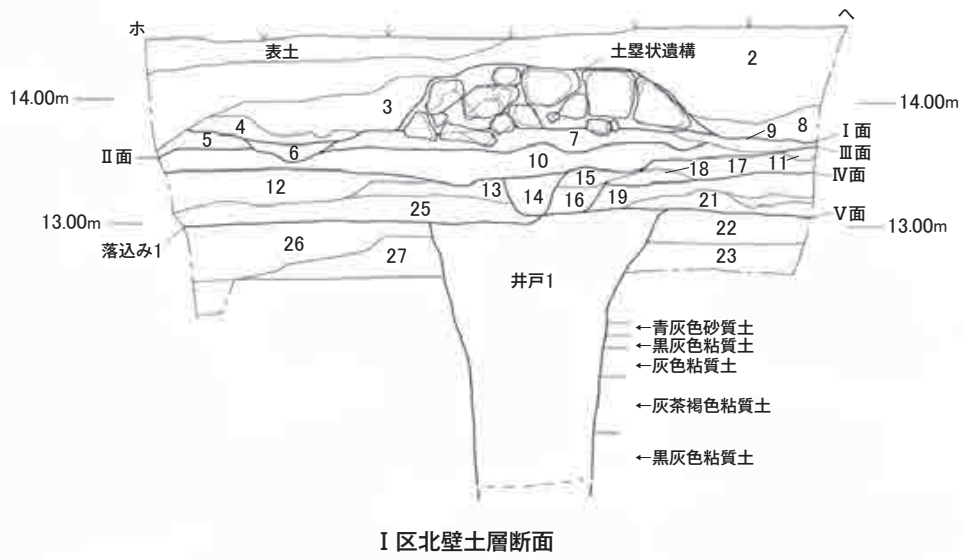 ホ ヘ
表土 土塁状遺構 2
14.00m 3 14.00m
4 8
5 7 9 Ⅰ面
Ⅱ面 6 Ⅲ面
10 18 17 11
12 13 14 15 Ⅳ面
16 19 21
25 Ⅴ面
13.00m 22 13.00m
落込み1 26 27 23
井戸1
←青灰色砂質土
←黒灰色粘質土
←灰色粘質土
←灰茶褐色粘質土
←黒灰色粘質土
Ⅰ区北壁土層断面